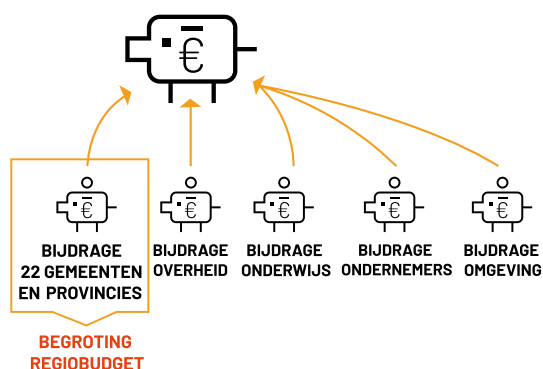 €
€ € € € €
BIJDRAGE
22 GEMEENTEN
EN PROVINCIES
BIJDRAGE
OVERHEID
BIJDRAGE
ONDERWIJS
BIJDRAGE
ONDERNEMERS
BIJDRAGE
OMGEVING
BEGROTING
REGIOBUDGET